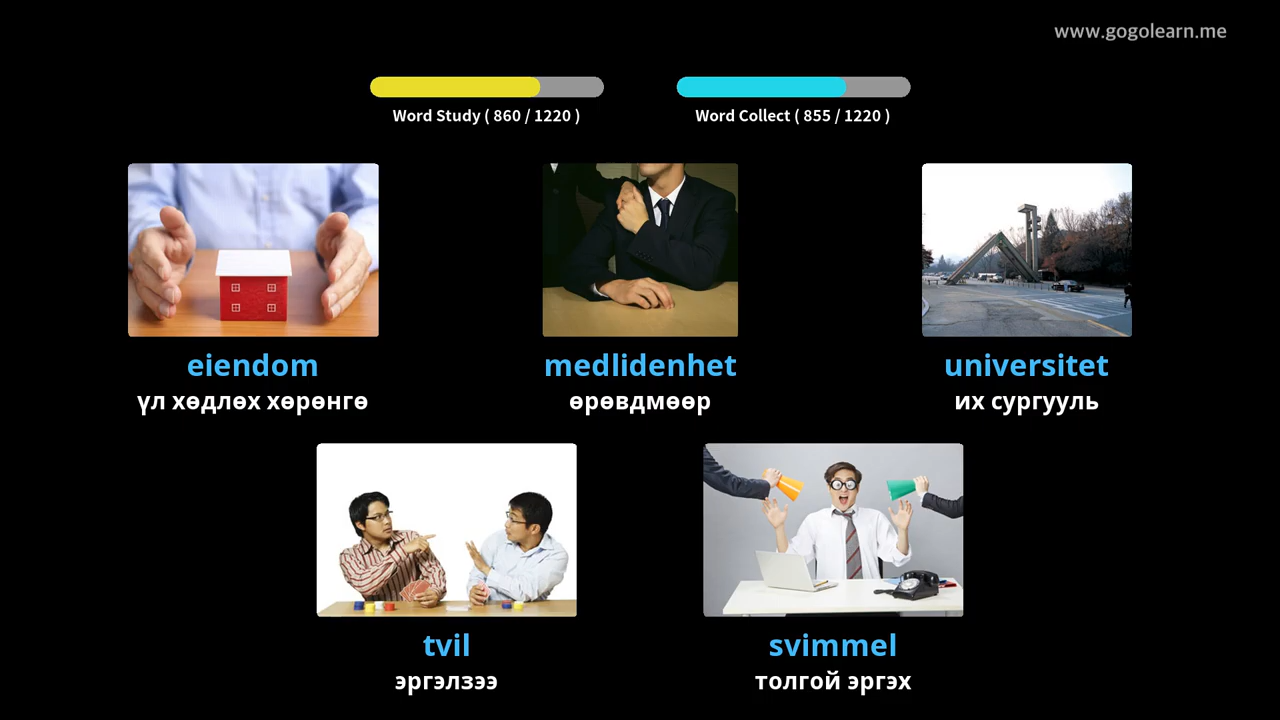 www.gogolearn.me
Word Study ( 860 / 1220 )
Word Collect ( 855 / 1220 )
eiendom
үл хөдлөх хөрөнгө
medlidenhet
өрөвдмөөр
universitet
их сургууль
tvil
эргэлзээ
svimmel
толгой эргэх